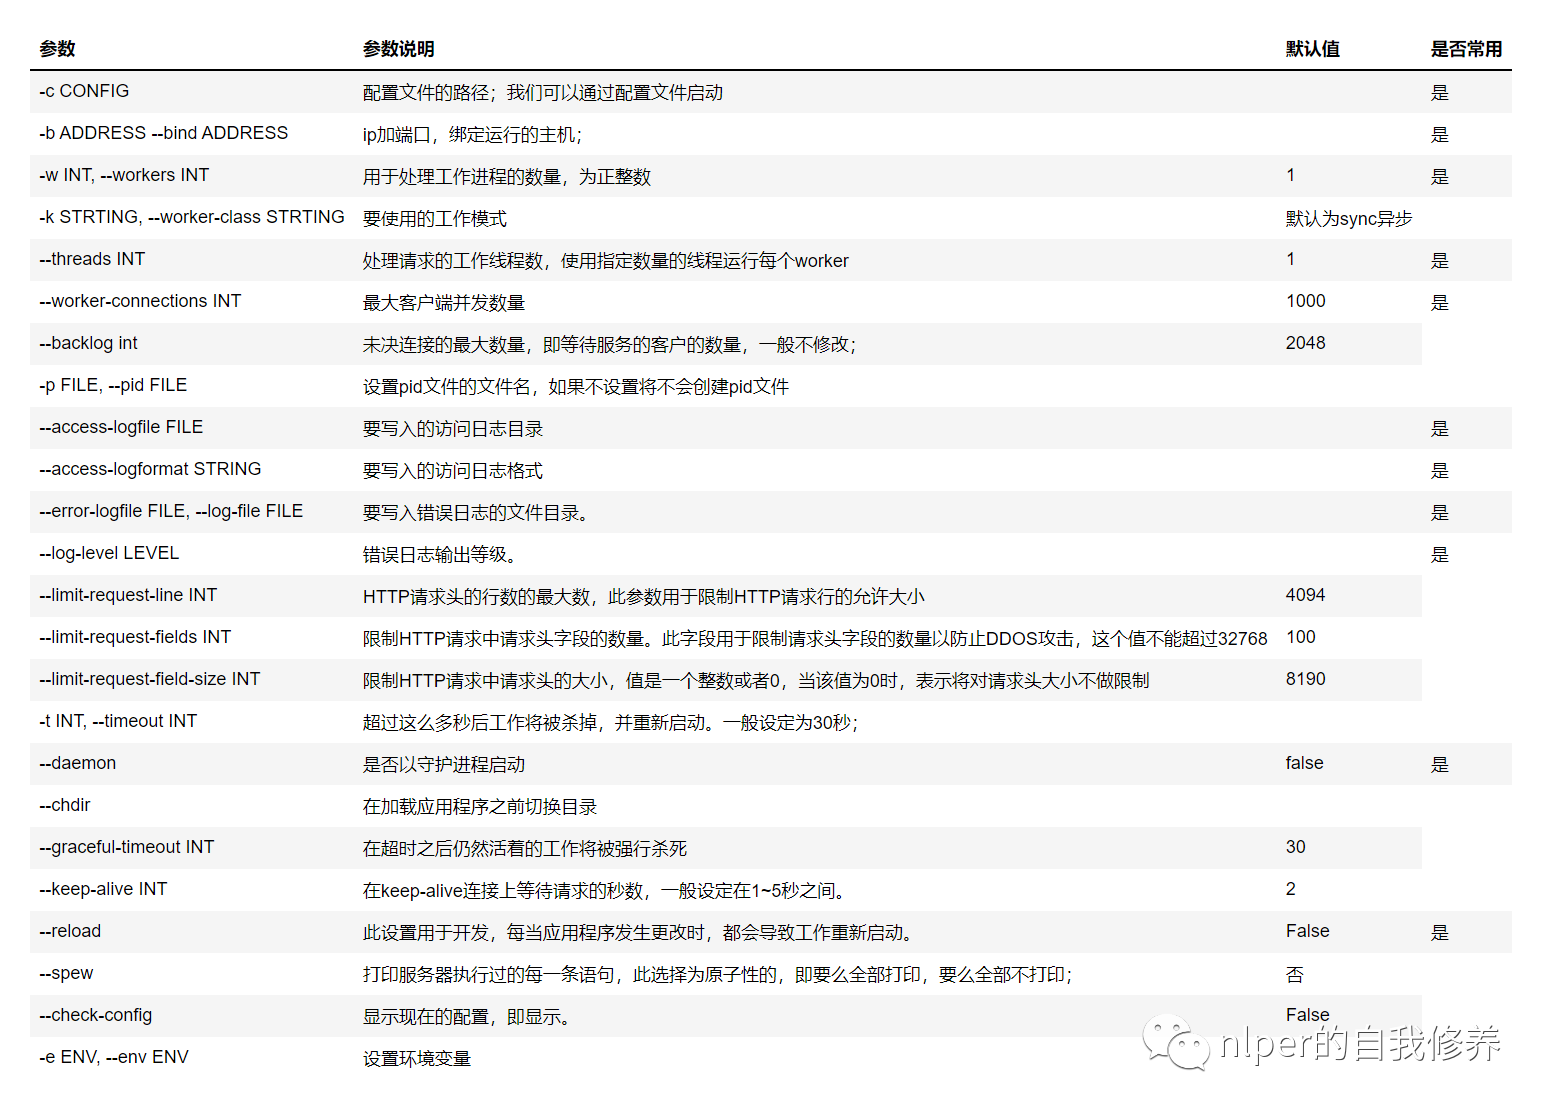 参数 参数说明 默认值 是否常用
-c CONFIG 配置文件的路径；我们可以通过配置文件启动 是
-b ADDRESS --bind ADDRESS ip加端口，绑定运行的主机； 是
-w INT, --workers INT 用于处理工作进程的数量，为正整数 1 是
-k STRTING, --worker-class STRTING 要使用的工作模式 默认为sync异步
--threads INT 处理请求的工作线程数，使用指定数量的线程运行每个worker 1 是
--worker-connections INT 最大客户端并发数量 1000 是
--backlog int 未决连接的最大数量，即等待服务的客户的数量，一般不修改； 2048
-p FILE, --pid FILE 设置pid文件的文件名，如果不设置将不会创建pid文件
--access-logfile FILE 要写入的访问日志目录 是
--access-logformat STRING 要写入的访问日志格式 是
--error-logfile FILE, --log-file FILE 要写入错误日志的文件目录。 是
--log-level LEVEL 错误日志输出等级。 是
--limit-request-line INT HTTP请求头的行数的最大数，此参数用于限制HTTP请求行的允许大小 4094
--limit-request-fields INT 限制HTTP请求中请求头字段的数量。此字段用于限制请求头字段的数量以防止DDOS攻击，这个值不能超过32768 100
--limit-request-field-size INT 限制HTTP请求中请求头的大小，值是一个整数或者0，当该值为0时，表示将对请求头大小不做限制 8190
-t INT, --timeout INT 超过这么多秒后工作将被杀掉，并重新启动。一般设定为30秒；
--daemon 是否以守护进程启动 false 是
--chdir 在加载应用程序之前切换目录
--graceful-timeout INT 在超时之后仍然活着的工作将被强行杀死 30
--keep-alive INT 在keep-alive连接上等待请求的秒数，一般设定在1~5秒之间。 2
--reload 此设置用于开发，每当应用程序发生更改时，都会导致工作重新启动。 False 是
--spew 打印服务器执行过的每一条语句，此选择为原子性的，即要么全部打印，要么全部不打印； 否
--check-config 显示现在的配置，即显示。 False
-e ENV, --env ENV 设置环境变量
nlper的自我修养